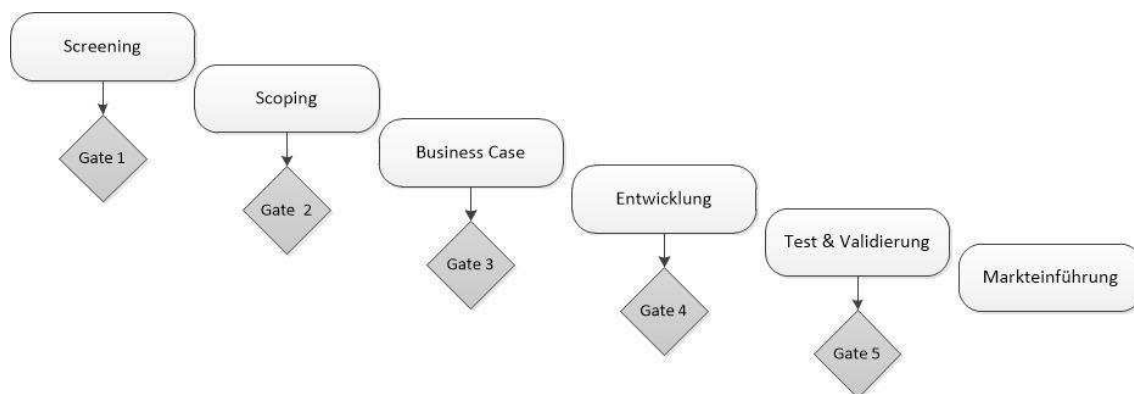 Screening
Gate 1
Scoping
Gate 2
Business Case
Gate 3
Entwicklung
Gate 4
Test & Validierung
Gate 5
Markteinführung